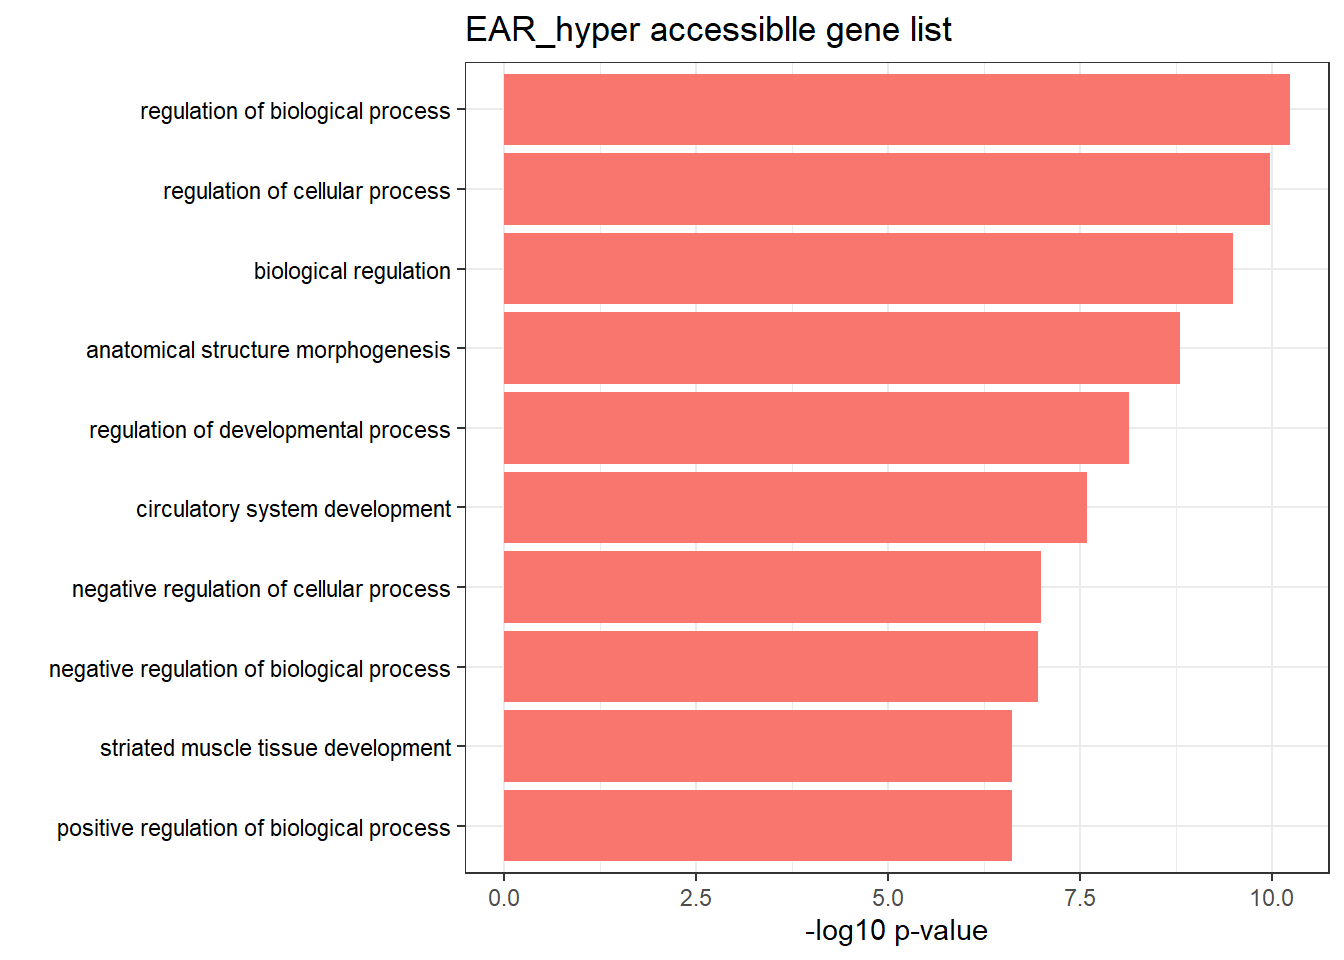 EAR_hyper accessiblle gene list
regulation of biological process
regulation of cellular process
biological regulation
anatomical structure morphogenesis
regulation of developmental process
circulatory system development
negative regulation of cellular process
negative regulation of biological process
striated muscle tissue development
positive regulation of biological process
0.0 2.5 5.0 7.5 10.0
-log10 p-value